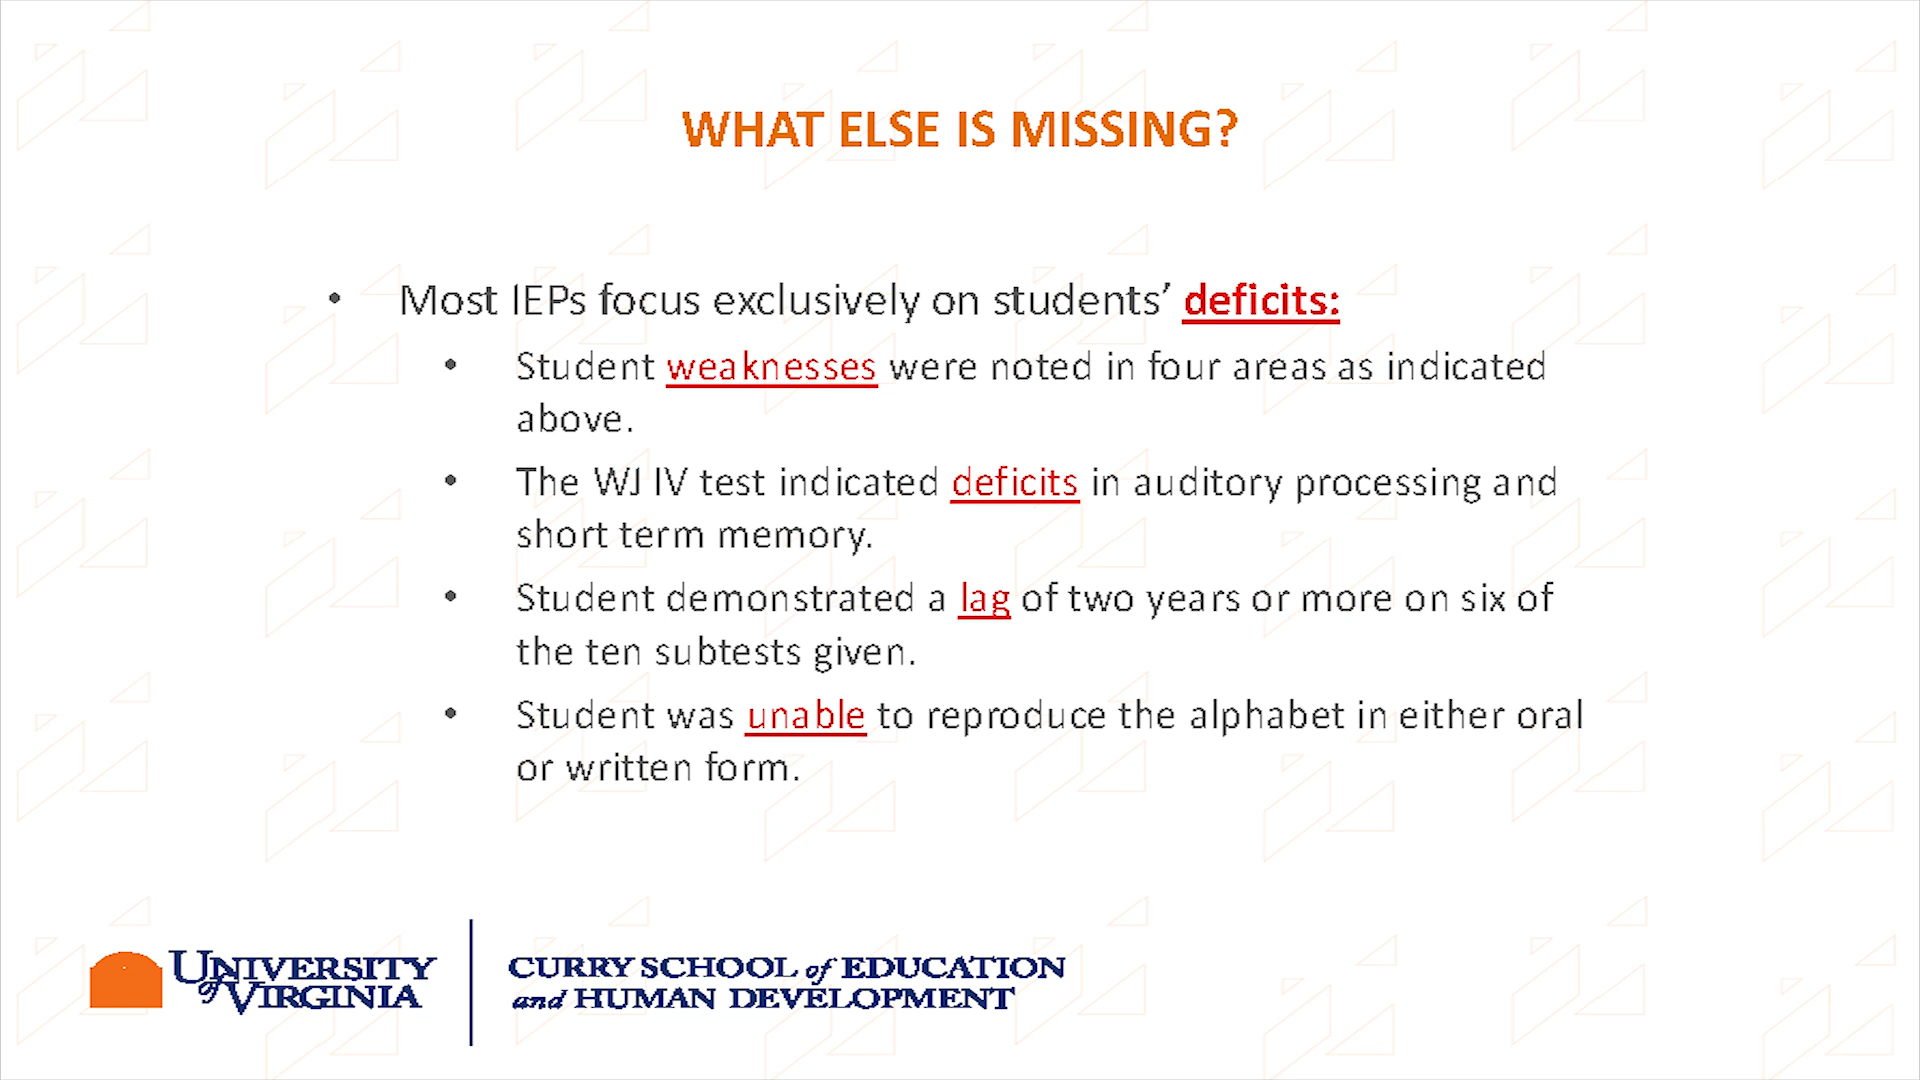 WHAT ELSE IS MISSING?
• Most IEPs focus exclusively on students’ deficits:
• Student weaknesses were noted in four areas as indicated
above.
• The WJ IV test indicated deficits in auditory processing and
short term memory.
• Student demonstrated a lag of two years or more on six of
the ten subtests given.
• Student was unable to reproduce the alphabet in either oral
or written form.
UNIVERSITY
of VIRGINIA
CURRY SCHOOL of EDUCATION
and HUMAN DEVELOPMENT